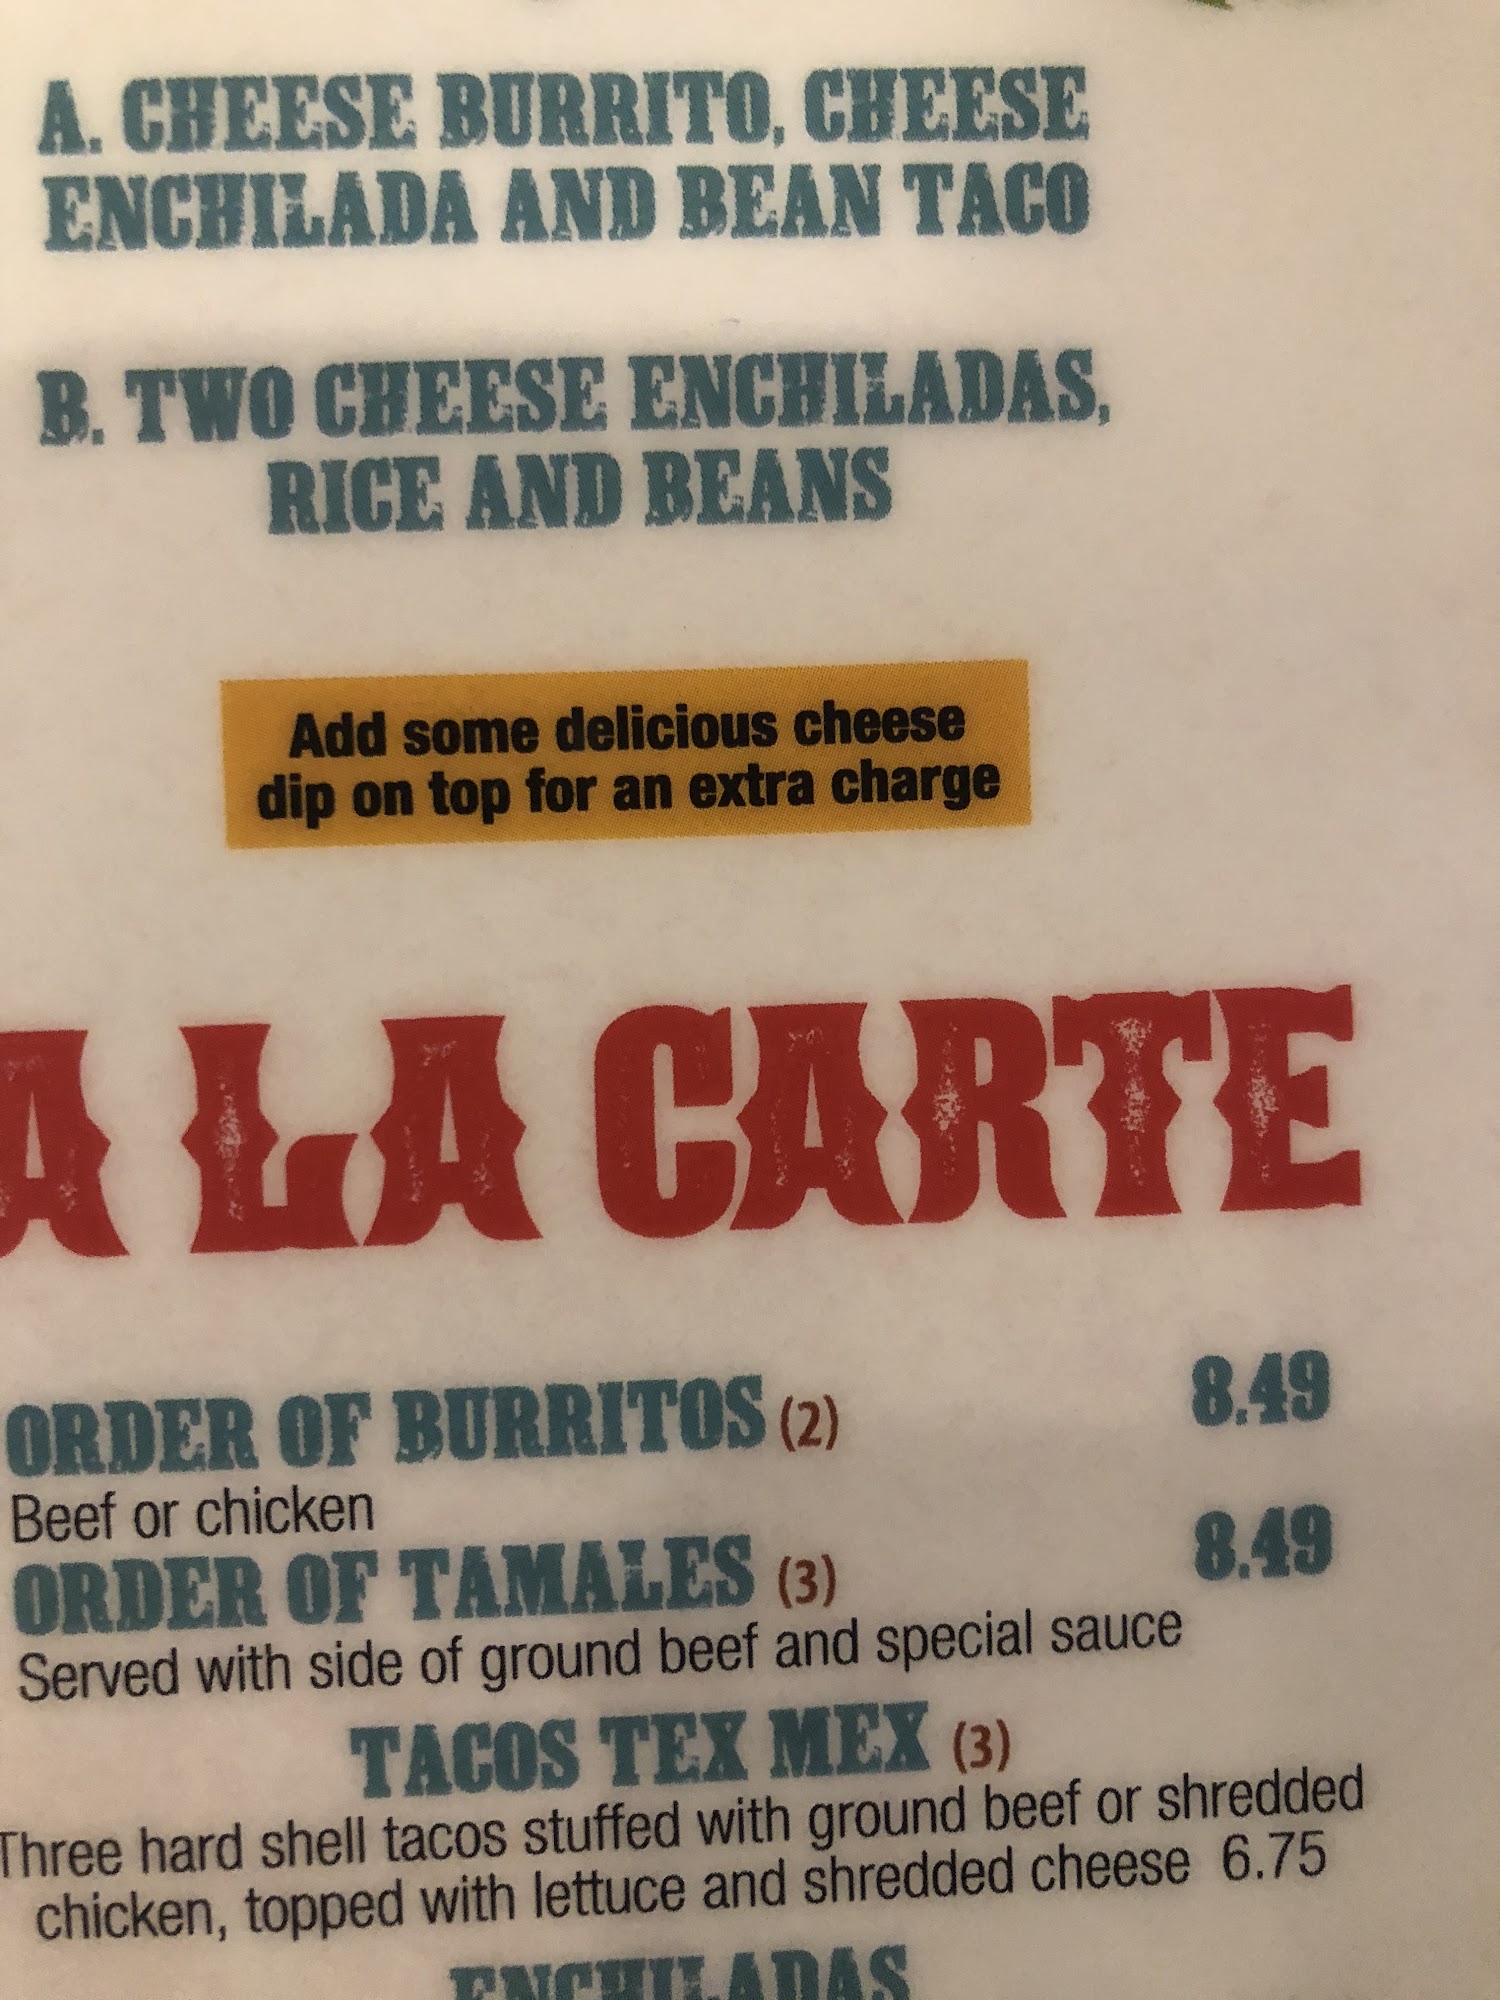 A. CHEESE BURRITO, CHEESE
ENCHILADA AND BEAN TACO
B. TWO CHEESE ENCHILADAS,
RICE AND BEANS
Add some delicious cheese
dip on top for an extra charge
A LA CARTE
ORDER OF BURRITOS (2) 8.49
Beef or chicken
ORDER OF TAMALES (3) 8.49
Served with side of ground beef and special sauce
TACOS TEX MEX (3)
Three hard shell tacos stuffed with ground beef or shredded
chicken, topped with lettuce and shredded cheese 6.75
ENCHILADAS